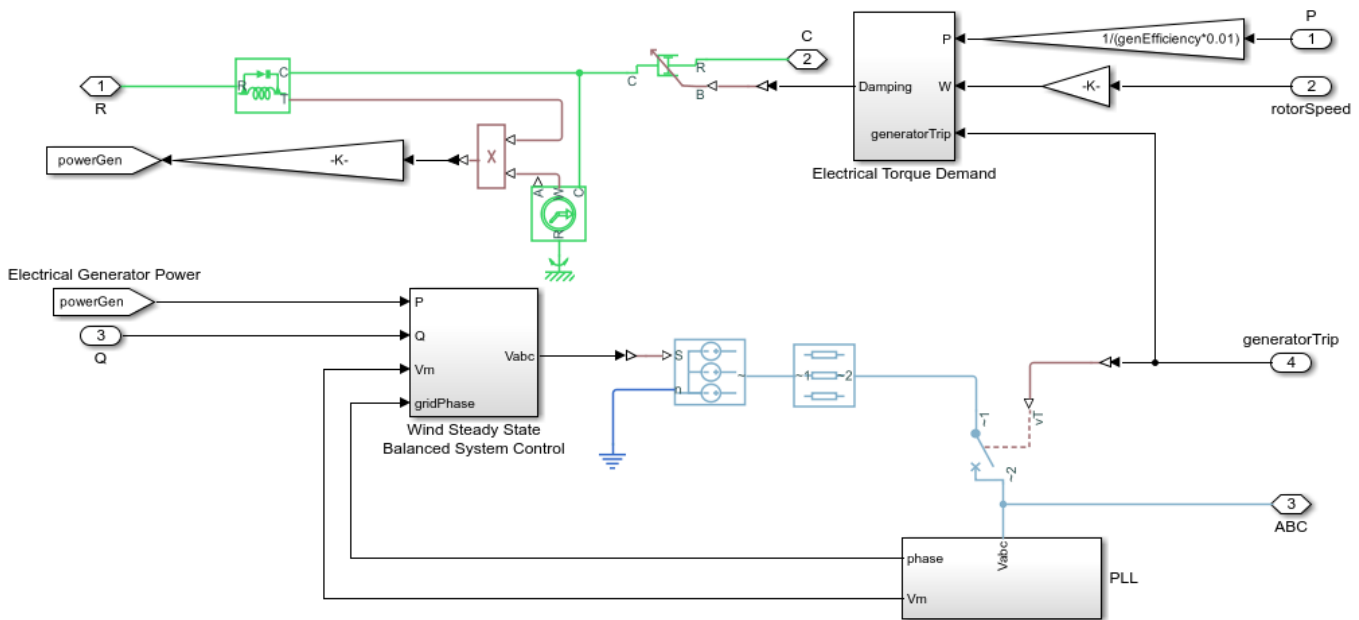 P
1/(genEfficiency*0.01)
1
C
2
P
R
C
B
Damping
W
-K-
2
rotorSpeed
generatorTrip
Electrical Torque Demand
1
R
R
C
T
X
powerGen
-K-
A
W
C
R
Electrical Generator Power
powerGen
3
Q
P
Q
Vm
gridPhase
Vabc
Wind Steady State
Balanced System Control
S
n
~
~1
~2
generatorTrip
4
vT
~1
~2
3
ABC
Vabc
phase
Vm
PLL